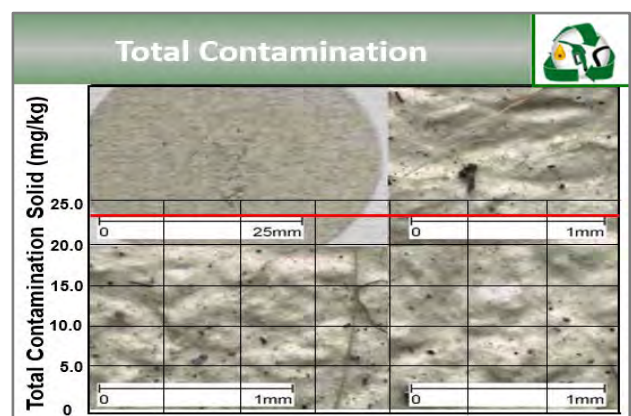 Total Contamination
Total Contamination Solid (mg/kg)
25.0
0 25mm
0 1mm
20.0
15.0
10.0
5.0
0 1mm
0 1mm
0